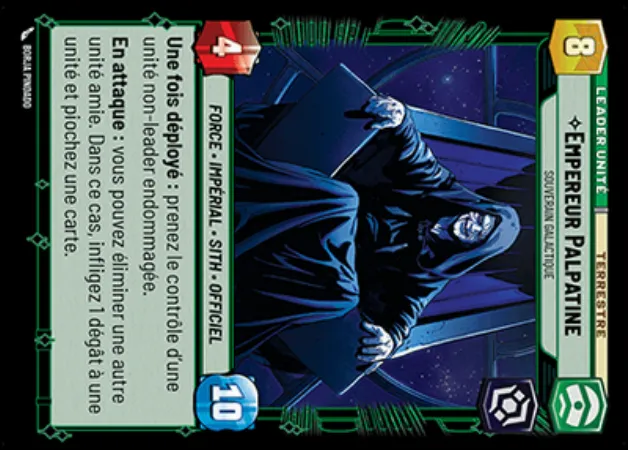 8
LEADER UNITÉ
TERRESTRE
EMPEREUR PALPATINE
SOUVERAIN GALACTIQUE
4
FORCE • IMPÉRIAL • SITH • OFFICIEL
10
Une fois déployé : prenez le contrôle d'une
unité non-leader endommagée.
En attaque : vous pouvez éliminer une autre
unité amie. Dans ce cas, infligez 1 dégât à une
unité et piochez une carte.
BORJA PINDADO